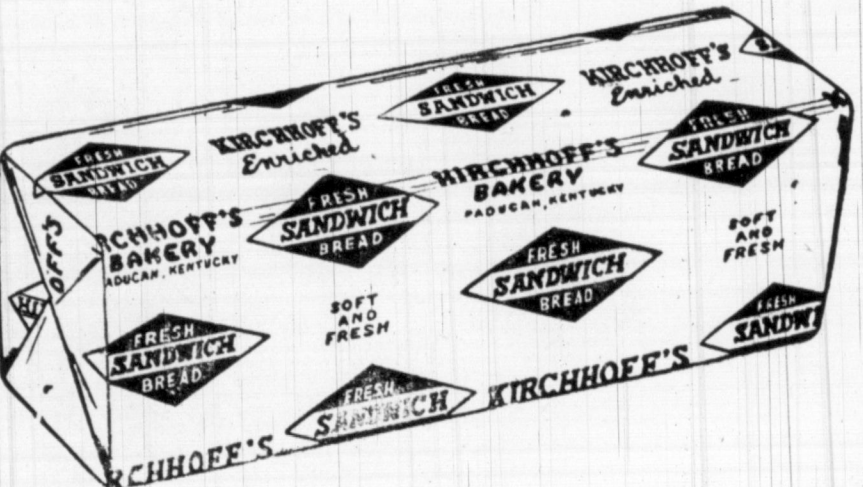 FRESH
SANDWICH
BREAD
KIRCHHOFF'S
Enriched
FRESH
SANDWICH
BREAD
KIRCHHOFF'S
Enriched
RCHHOFF'S
BAKERY
ADUCAH, KENTUCKY
FRESH
SANDWICH
BREAD
KIRCHHOFF'S
BAKERY
PADUCAH, KENTUCKY
FRESH
SANDWICH
BREAD
OFF'S
FRESH
SANDWICH
BREAD
SOFT
AND
FRESH
FRESH
SANDWICH
BREAD
SOFT
AND
FRESH
RCHHOFF'S
FRESH
SANDWICH
KIRCHHOFF'S
FRESH
SANDWI